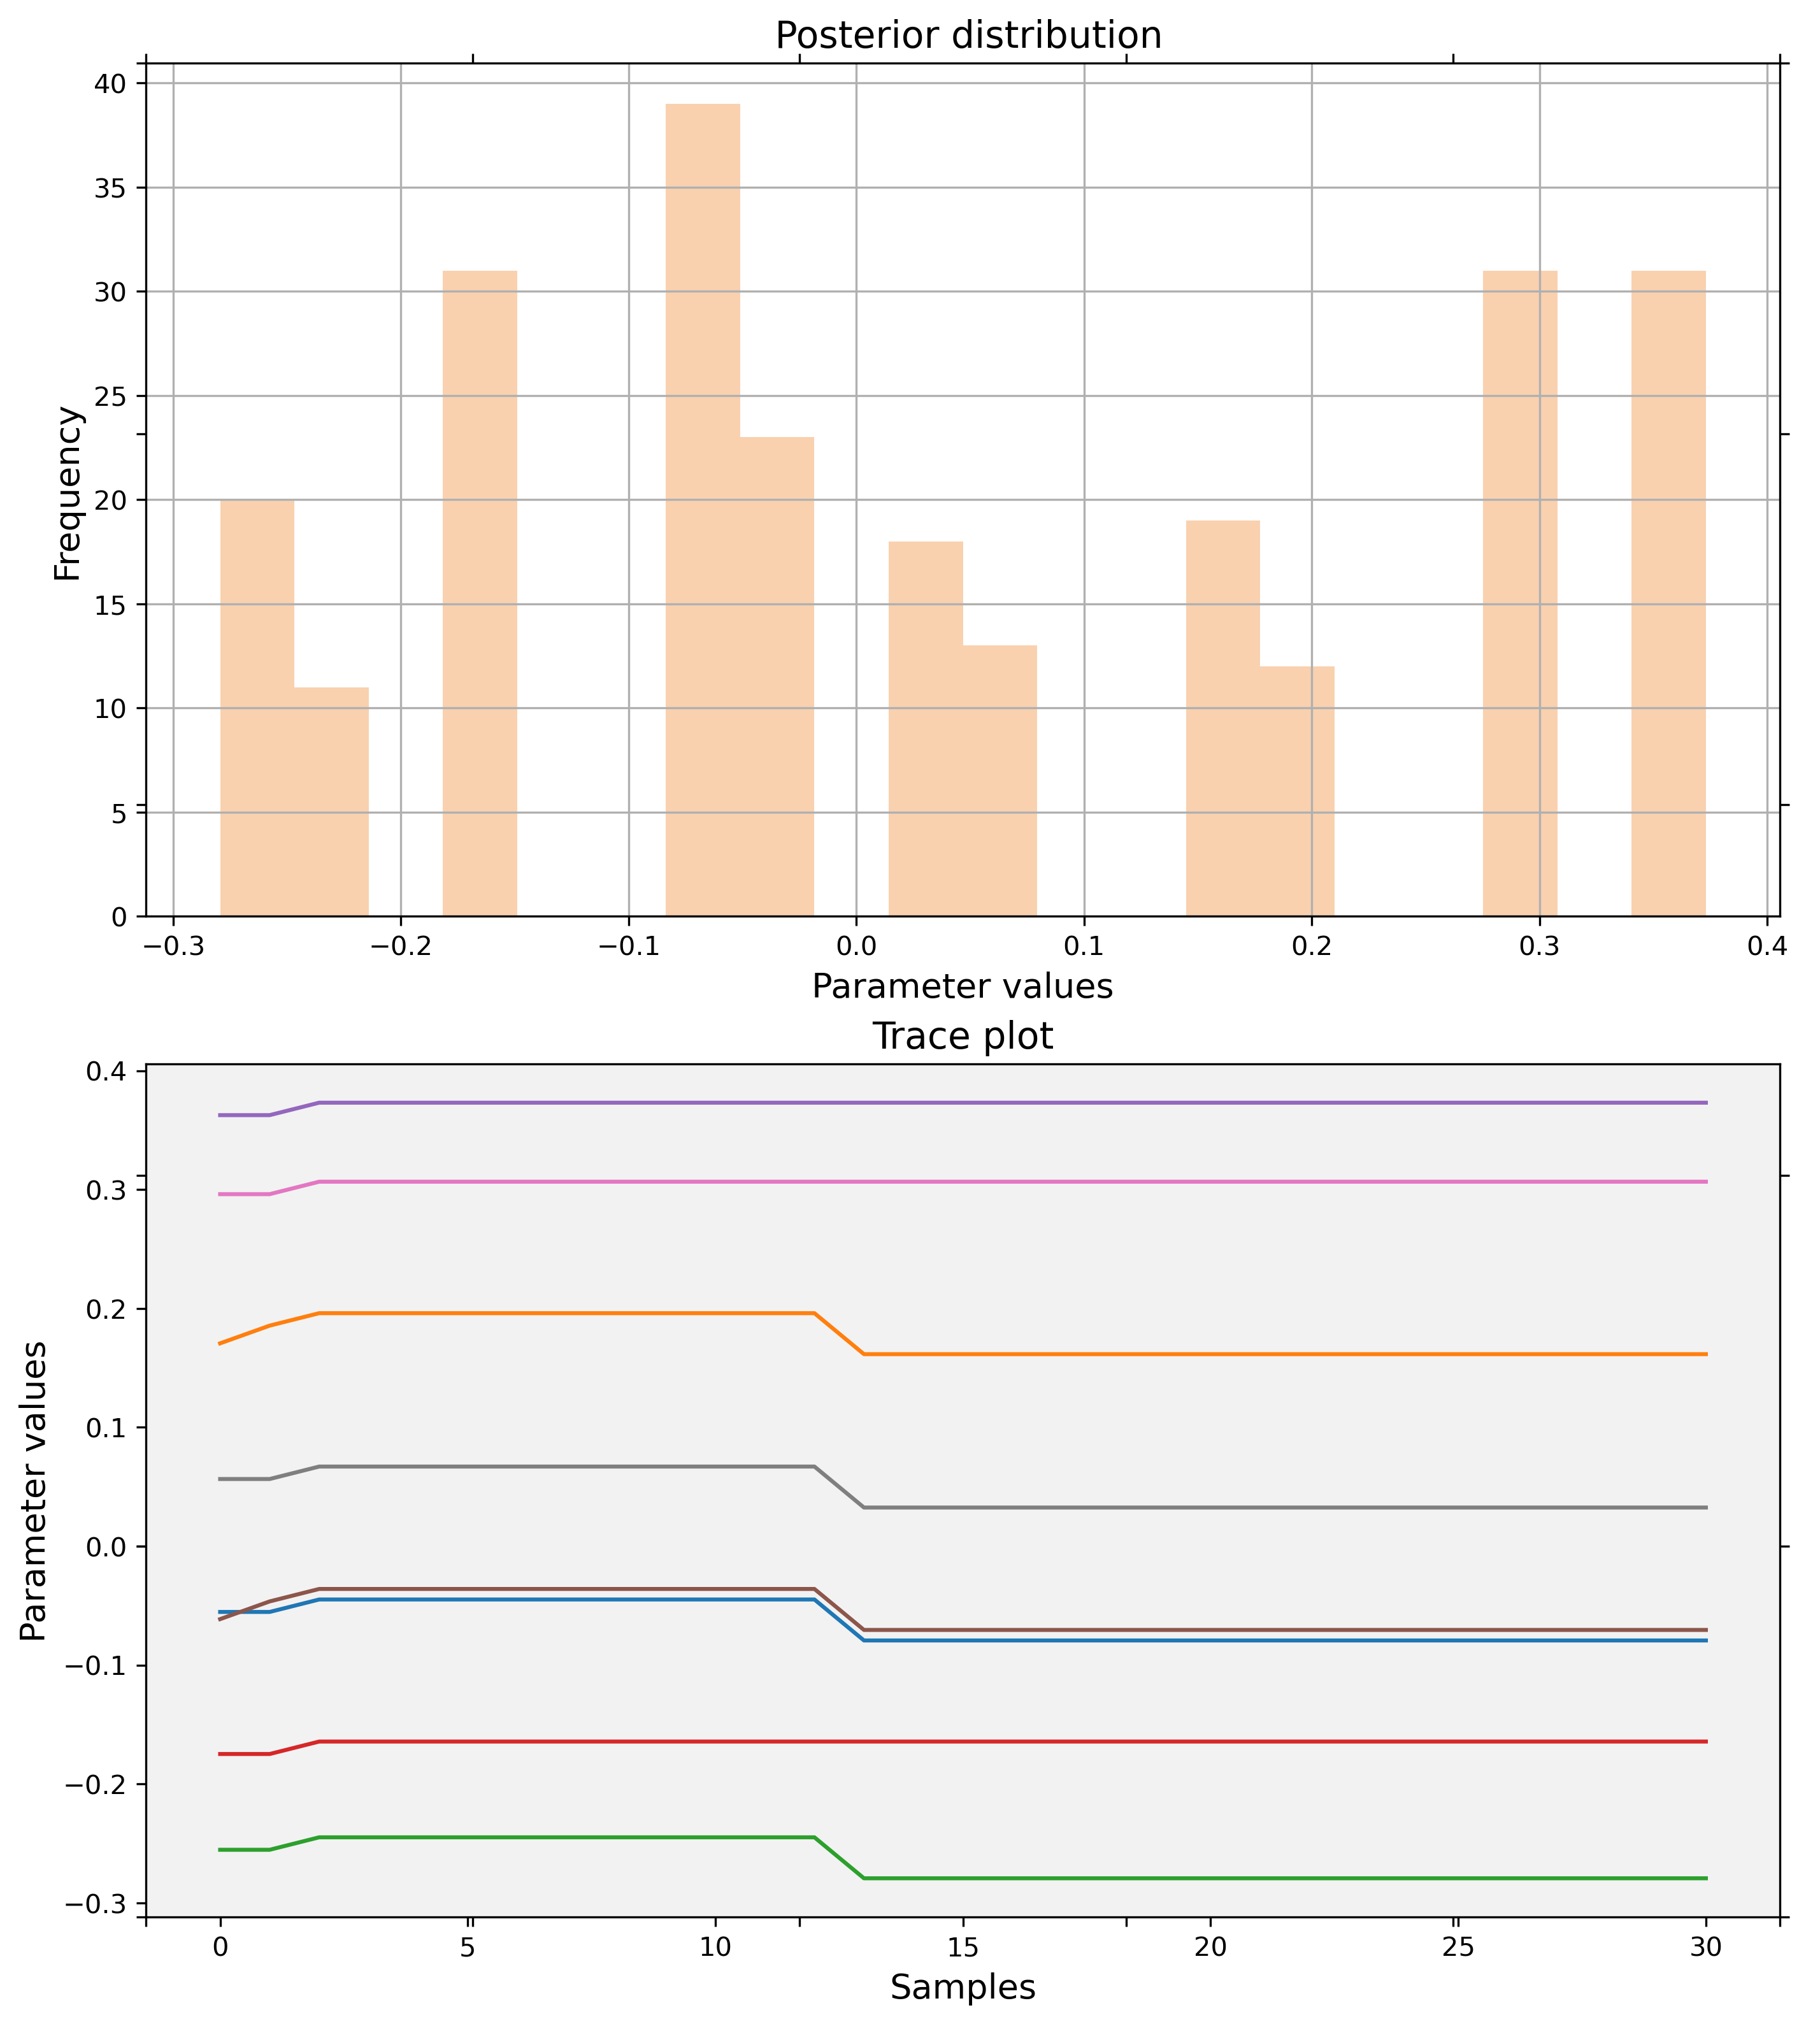 Posterior distribution
40
35
30
25
20
15
10
5
0
Frequency
−0.3 −0.2 −0.1 0.0 0.1 0.2 0.3 0.4
Parameter values
Trace plot
0.4
0.3
0.2
0.1
0.0
−0.1
−0.2
−0.3
Parameter values
0 5 10 15 20 25 30
Samples